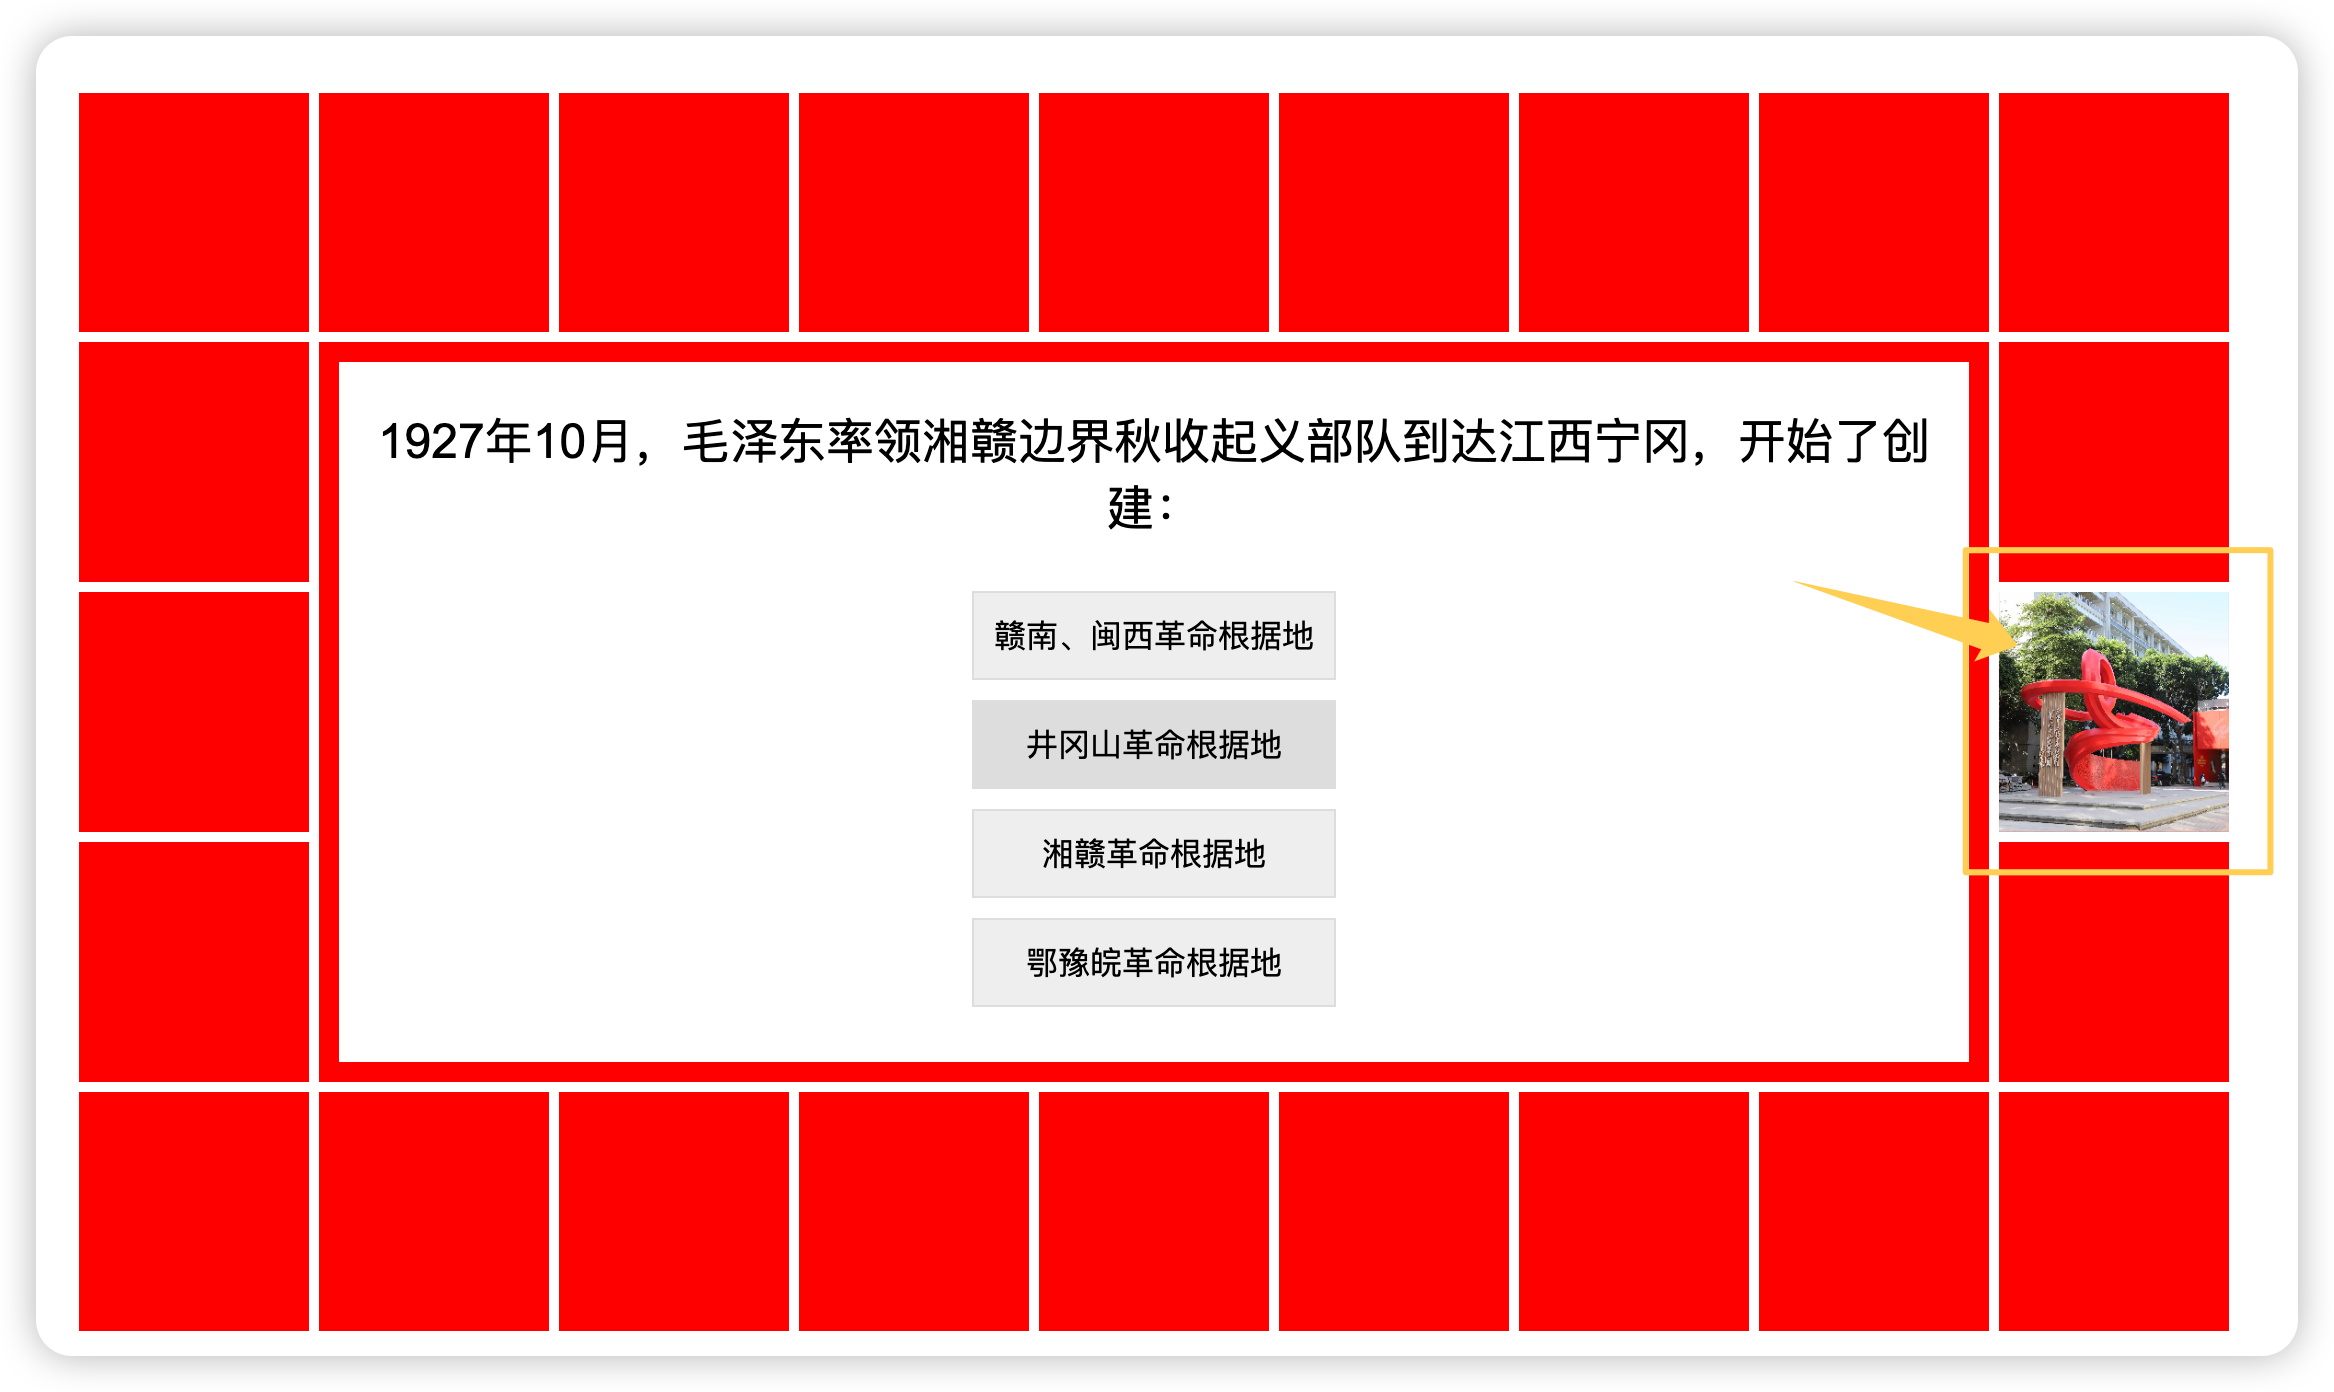 1927年10月，毛泽东率领湘赣边界秋收起义部队到达江西宁冈，开始了创
建：
赣南、闽西革命根据地
井冈山革命根据地
湘赣革命根据地
鄂豫皖革命根据地